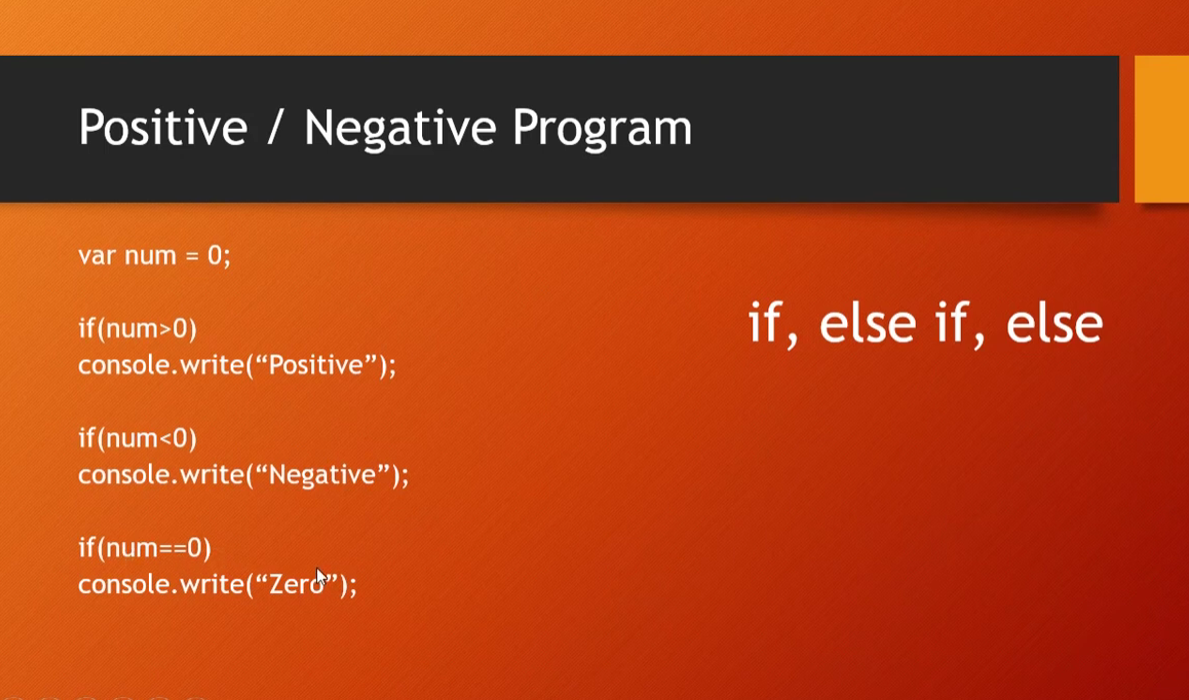 Positive / Negative Program
var num = 0;
if(num>0)
console.write(“Positive”);
if(num<0)
console.write(“Negative”);
if(num==0)
console.write(“Zero”);
if, else if, else